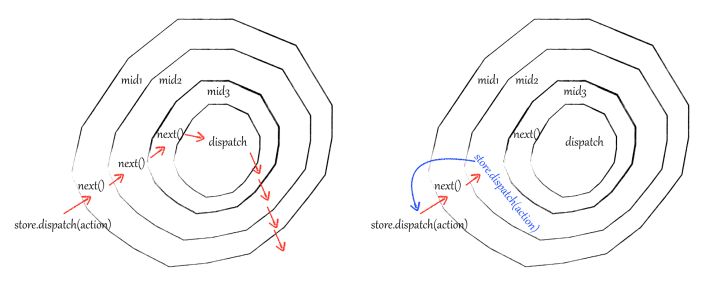 mid1
mid2
mid3
next()
dispatch
next()
next()
store.dispatch(action)
mid1
mid2
mid3
next()
dispatch
store.dispatch(action)
next()
store.dispatch(action)